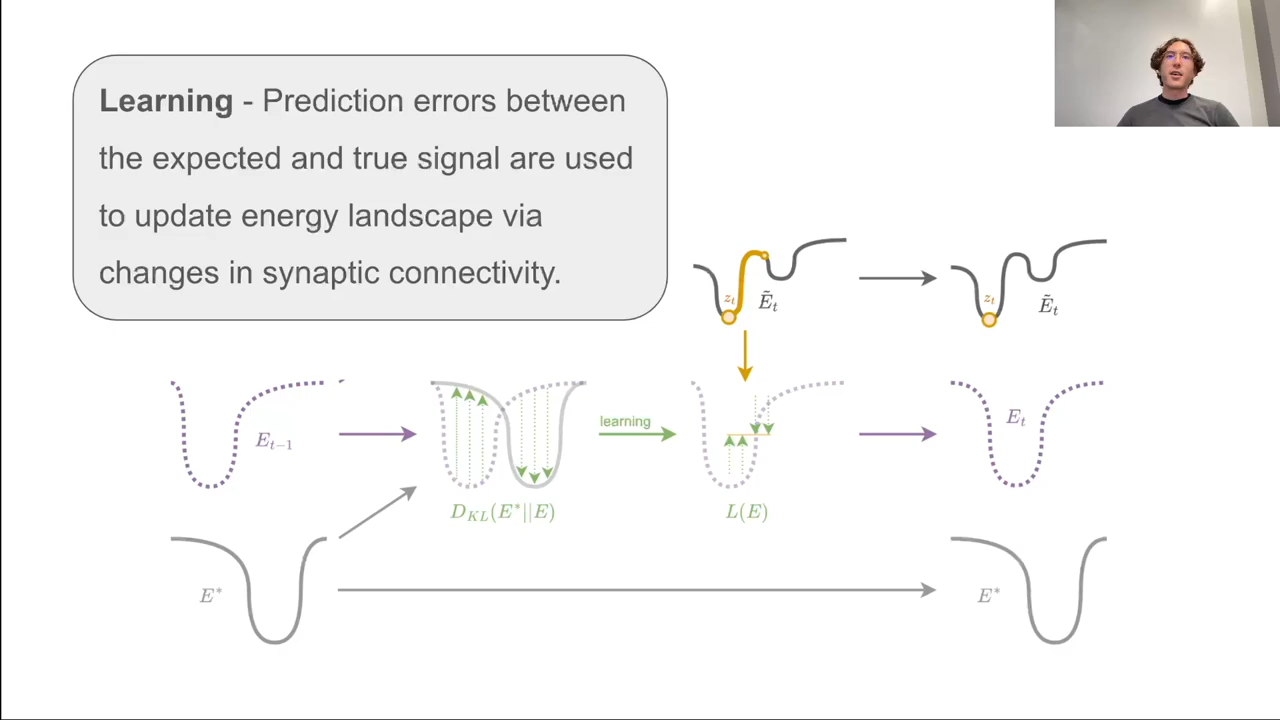 Learning - Prediction errors between
the expected and true signal are used
to update energy landscape via
changes in synaptic connectivity.
z_t
Ẽ_t
z_t
Ẽ_t
E_{t−1}
learning
E_t
D_{KL}(E*||E)
L(E)
E*
E*